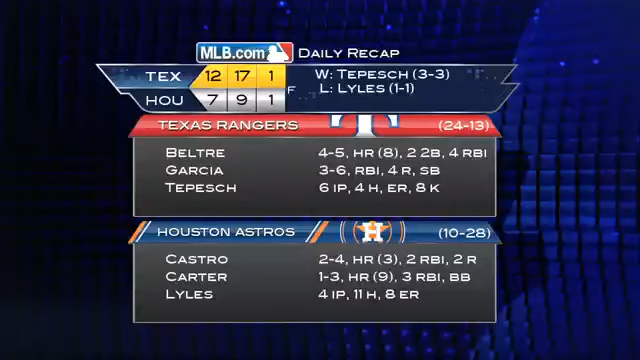 MLB.com DAILY RECAP
TEX 12 17 1 W: TEPESCH (3-3)
HOU 7 9 1 F L: LYLES (1-1)
TEXAS RANGERS T (24-13)
BELTRE 4-5, HR (8), 2 2B, 4 RBI
GARCIA 3-6, RBI, 4 R, SB
TEPESCH 6 IP, 4 H, ER, 8 K
HOUSTON ASTROS H (10-28)
CASTRO 2-4, HR (3), 2 RBI, 2 R
CARTER 1-3, HR (9), 3 RBI, BB
LYLES 4 IP, 11 H, 8 ER